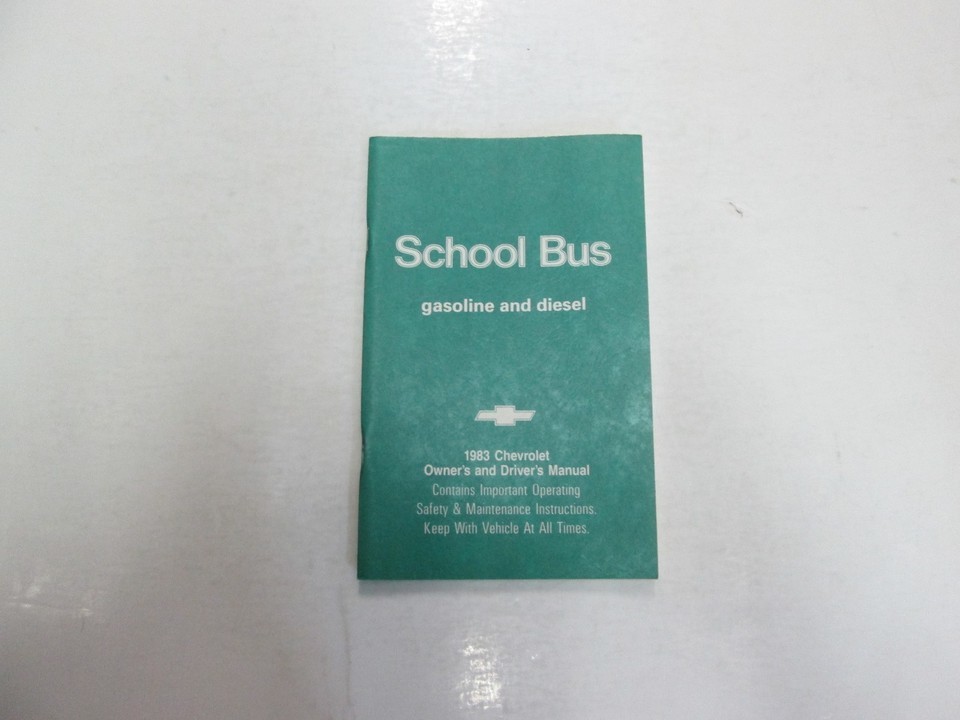 School Bus
gasoline and diesel
1983 Chevrolet
Owner's and Driver's Manual
Contains Important Operating
Safety & Maintenance Instructions.
Keep With Vehicle At All Times.